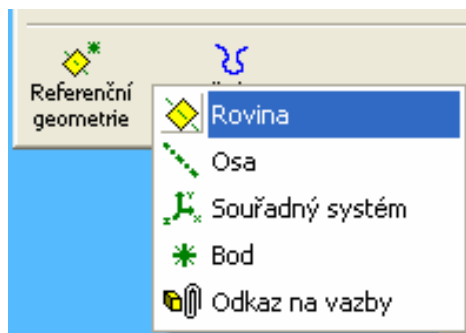 Referenční
geometrie
Rovina
Osa
Souřadný systém
Bod
Odkaz na vazby